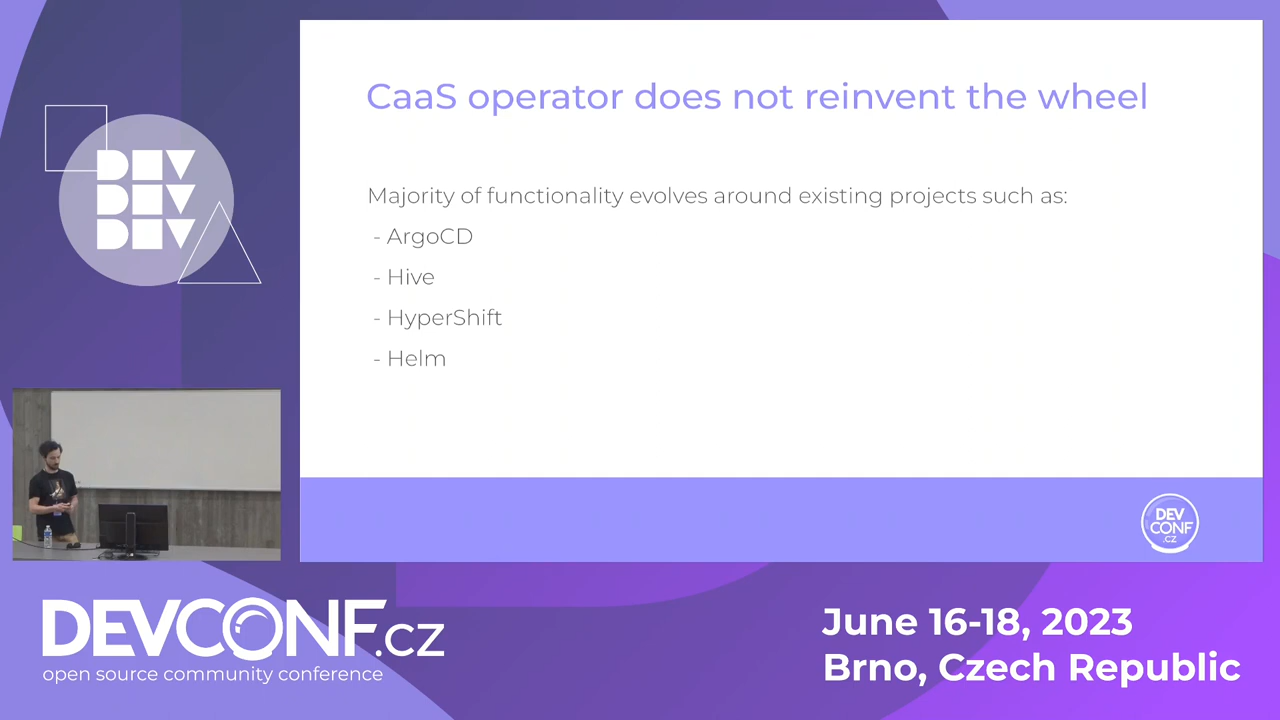 DEV
DEV
DEV
CaaS operator does not reinvent the wheel
Majority of functionality evolves around existing projects such as:
- ArgoCD
- Hive
- HyperShift
- Helm
DEV
CONF
.CZ
DEVCONF.cz
open source community conference
June 16-18, 2023
Brno, Czech Republic